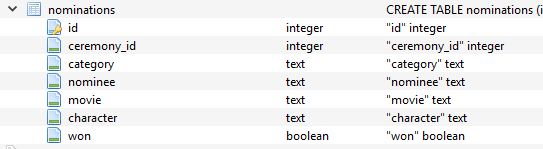 nominations CREATE TABLE nominations (i
id integer "id" integer
ceremony_id integer "ceremony_id" integer
category text "category" text
nominee text "nominee" text
movie text "movie" text
character text "character" text
won boolean "won" boolean